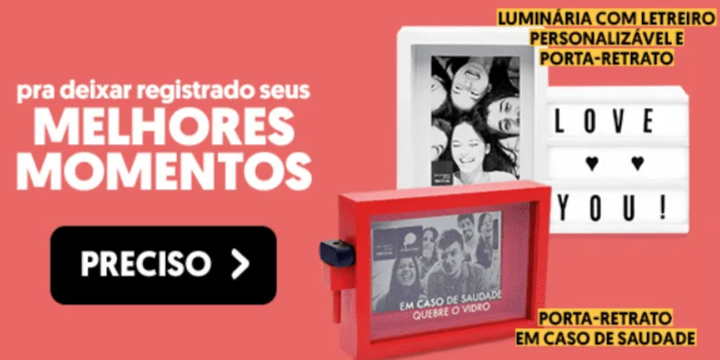 pra deixar registrado seus
MELHORES
MOMENTOS
PRECISO
LUMINÁRIA COM LETREIRO
PERSONALIZÁVEL E
PORTA-RETRATO
LOVE
♥ ♥
YOU!
EM CASO DE SAUDADE
QUEBRE O VIDRO
PORTA-RETRATO
EM CASO DE SAUDADE